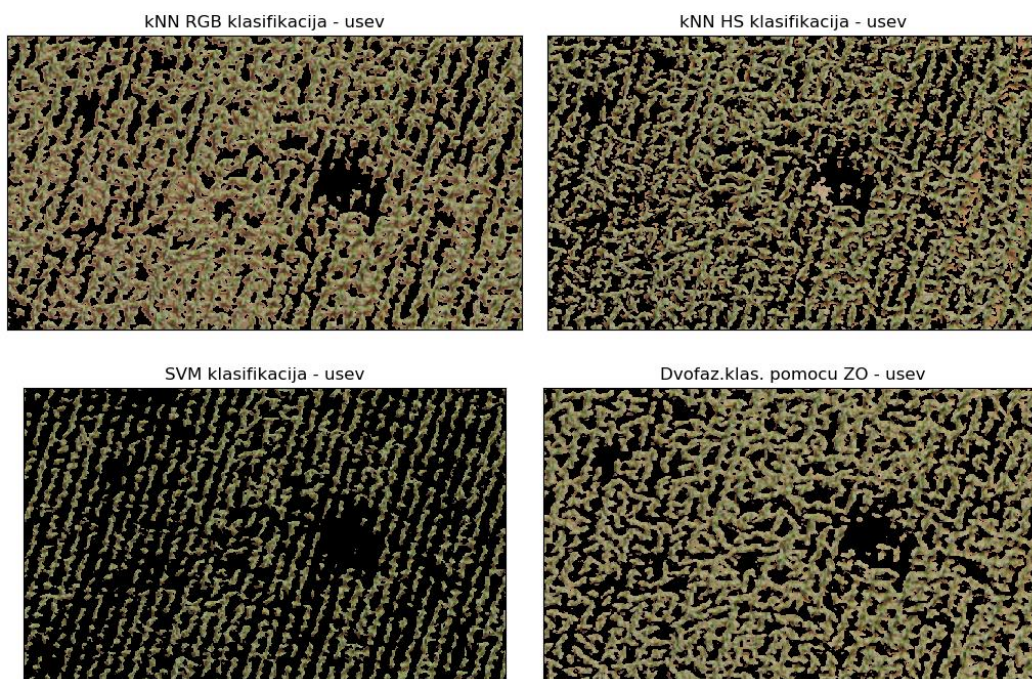 kNN RGB klasifikacija - usev
kNN HS klasifikacija - usev
SVM klasifikacija - usev
Dvofaz.klas. pomocu ZO - usev